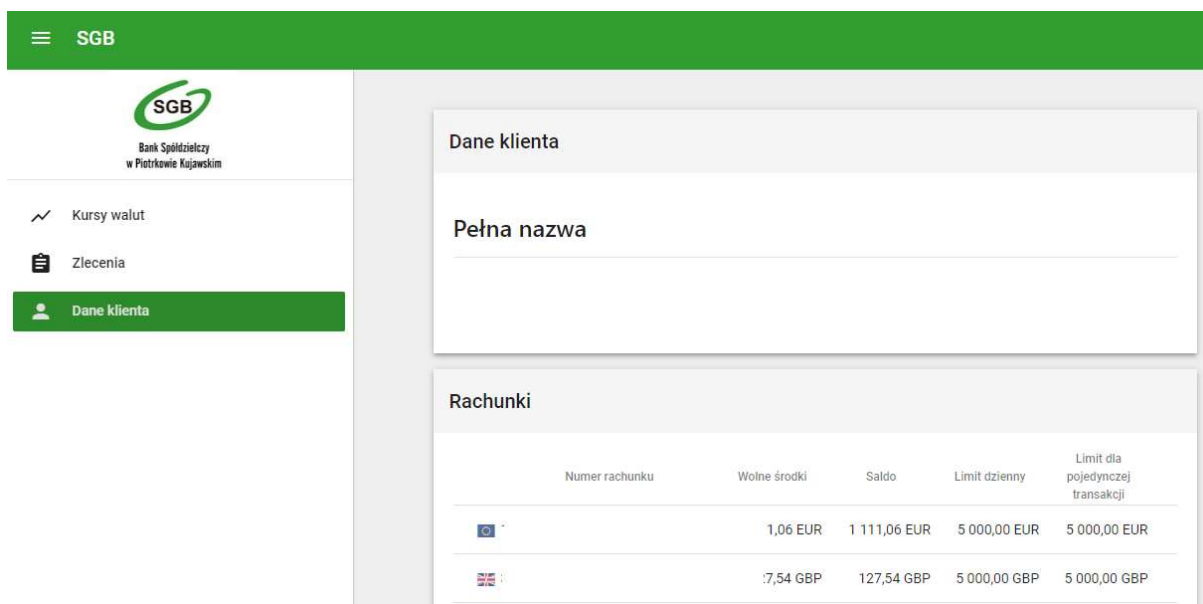 SGB
SGB
Bank Spółdzielczy
w Piotrkowie Kujawskim
Kursy walut
Zlecenia
Dane klienta
Dane klienta
Pełna nazwa
Rachunki
Numer rachunku Wolne środki Saldo Limit dzienny Limit dla
pojedynczej
transakcji
1,06 EUR 1 111,06 EUR 5 000,00 EUR 5 000,00 EUR
7,54 GBP 127,54 GBP 5 000,00 GBP 5 000,00 GBP